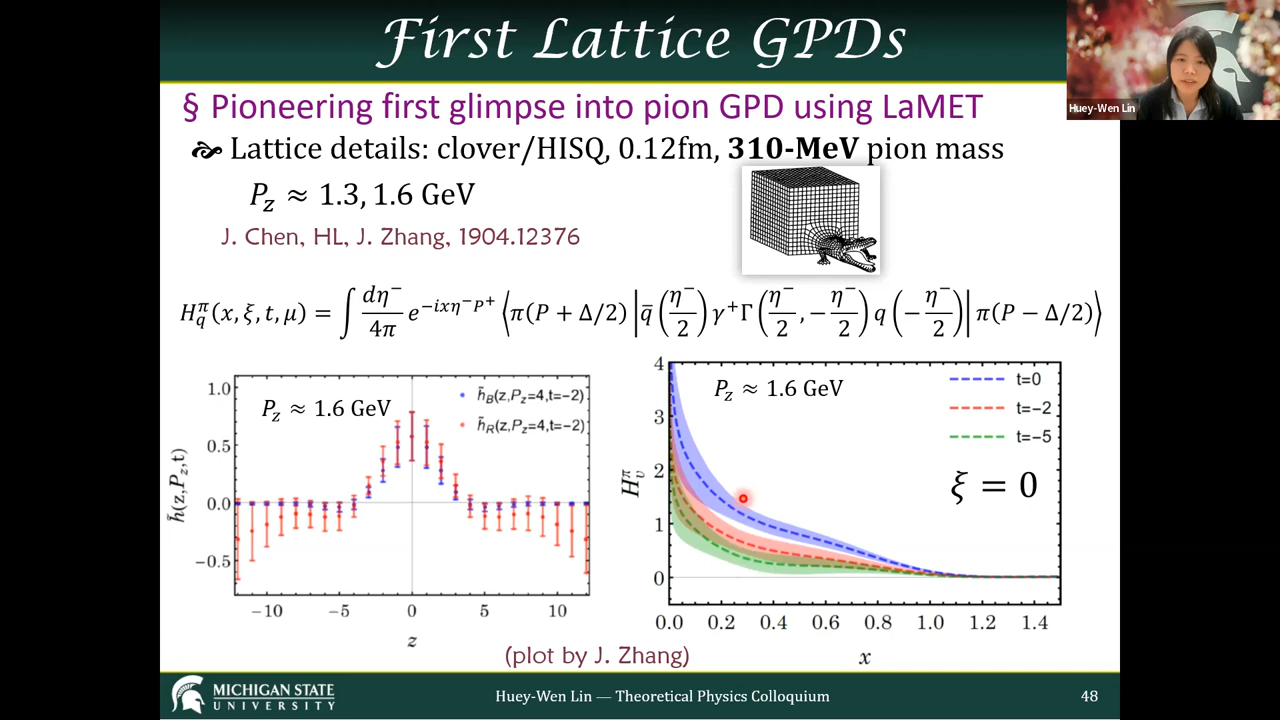 First Lattice GPDs
Huey-Wen Lin
§ Pioneering first glimpse into pion GPD using LaMET
Lattice details: clover/HISQ, 0.12fm, 310-MeV pion mass
P_z ≈ 1.3, 1.6 GeV
J. Chen, HL, J. Zhang, 1904.12376
H_q^π(x, ξ, t, μ) = ∫ dη⁻/4π e^{−ixη⁻P⁺} ⟨π(P + Δ/2) | q̄(η⁻/2) γ⁺Γ(η⁻/2, −η⁻/2) q(−η⁻/2) | π(P − Δ/2)⟩
P_z ≈ 1.6 GeV
h̃_B(z,P_z=4,t=−2)
h̃_R(z,P_z=4,t=−2)
h̃(z,P_z,t)
1.0
0.5
0.0
−0.5
−10 −5 0 5 10
z
P_z ≈ 1.6 GeV
t=0
t=−2
t=−5
ξ = 0
H_v^π
4
3
2
1
0
0.0 0.2 0.4 0.6 0.8 1.0 1.2 1.4
x
(plot by J. Zhang)
MICHIGAN STATE
UNIVERSITY
Huey-Wen Lin — Theoretical Physics Colloquium
48